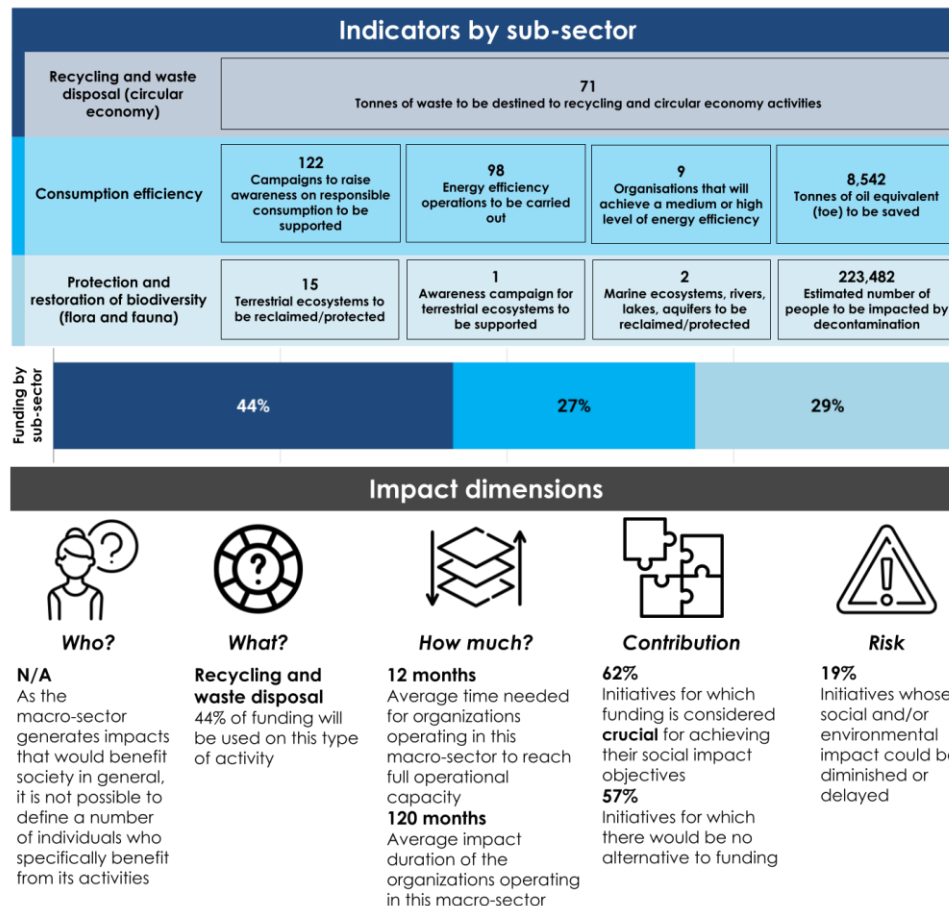 Indicators by sub-sector
Recycling and waste
disposal (circular
economy)
71
Tonnes of waste to be destined to recycling and circular economy activities
Consumption efficiency
122
Campaigns to raise
awareness on responsible
consumption to be
supported
98
Energy efficiency
operations to be carried
out
9
Organisations that will
achieve a medium or high
level of energy efficiency
8,542
Tonnes of oil equivalent
(toe) to be saved
Protection and
restoration of biodiversity
(flora and fauna)
15
Terrestrial ecosystems to
be reclaimed/protected
1
Awareness campaign for
terrestrial ecosystems to
be supported
2
Marine ecosystems, rivers,
lakes, aquifers to be
reclaimed/protected
223,482
Estimated number of
people to be impacted by
decontamination
Funding by
sub-sector
44%
27%
29%
Impact dimensions
?
Who?
N/A
As the
macro-sector
generates impacts
that would benefit
society in general,
it is not possible to
define a number
of individuals who
specifically benefit
from its activities
?
What?
Recycling and
waste disposal
44% of funding will
be used on this type
of activity
How much?
12 months
Average time needed
for organizations
operating in this
macro-sector to reach
full operational
capacity
120 months
Average impact
duration of the
organizations operating
in this macro-sector
Contribution
62%
Initiatives for which
funding is considered
crucial for achieving
their social impact
objectives
57%
Initiatives for which
there would be no
alternative to funding
!
Risk
19%
Initiatives whose
social and/or
environmental
impact could be
diminished or
delayed